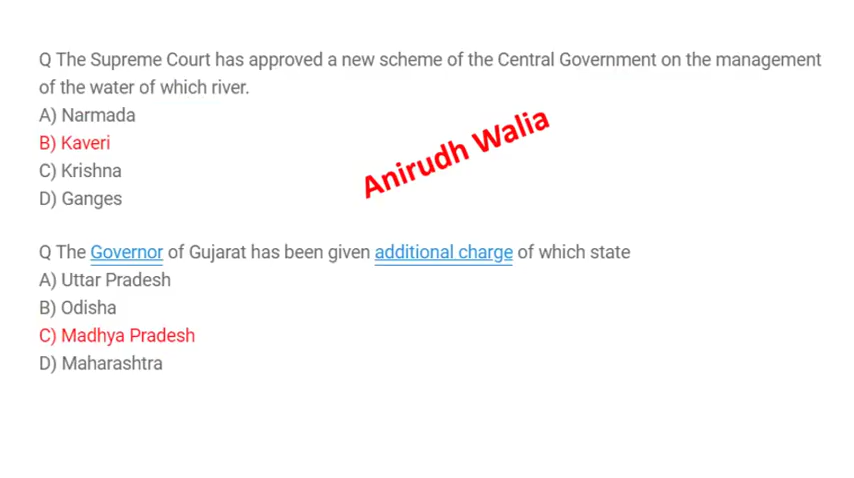 Q The Supreme Court has approved a new scheme of the Central Government on the management
of the water of which river.
A) Narmada
B) Kaveri
C) Krishna
D) Ganges
Anirudh Walia
Q The Governor of Gujarat has been given additional charge of which state
A) Uttar Pradesh
B) Odisha
C) Madhya Pradesh
D) Maharashtra